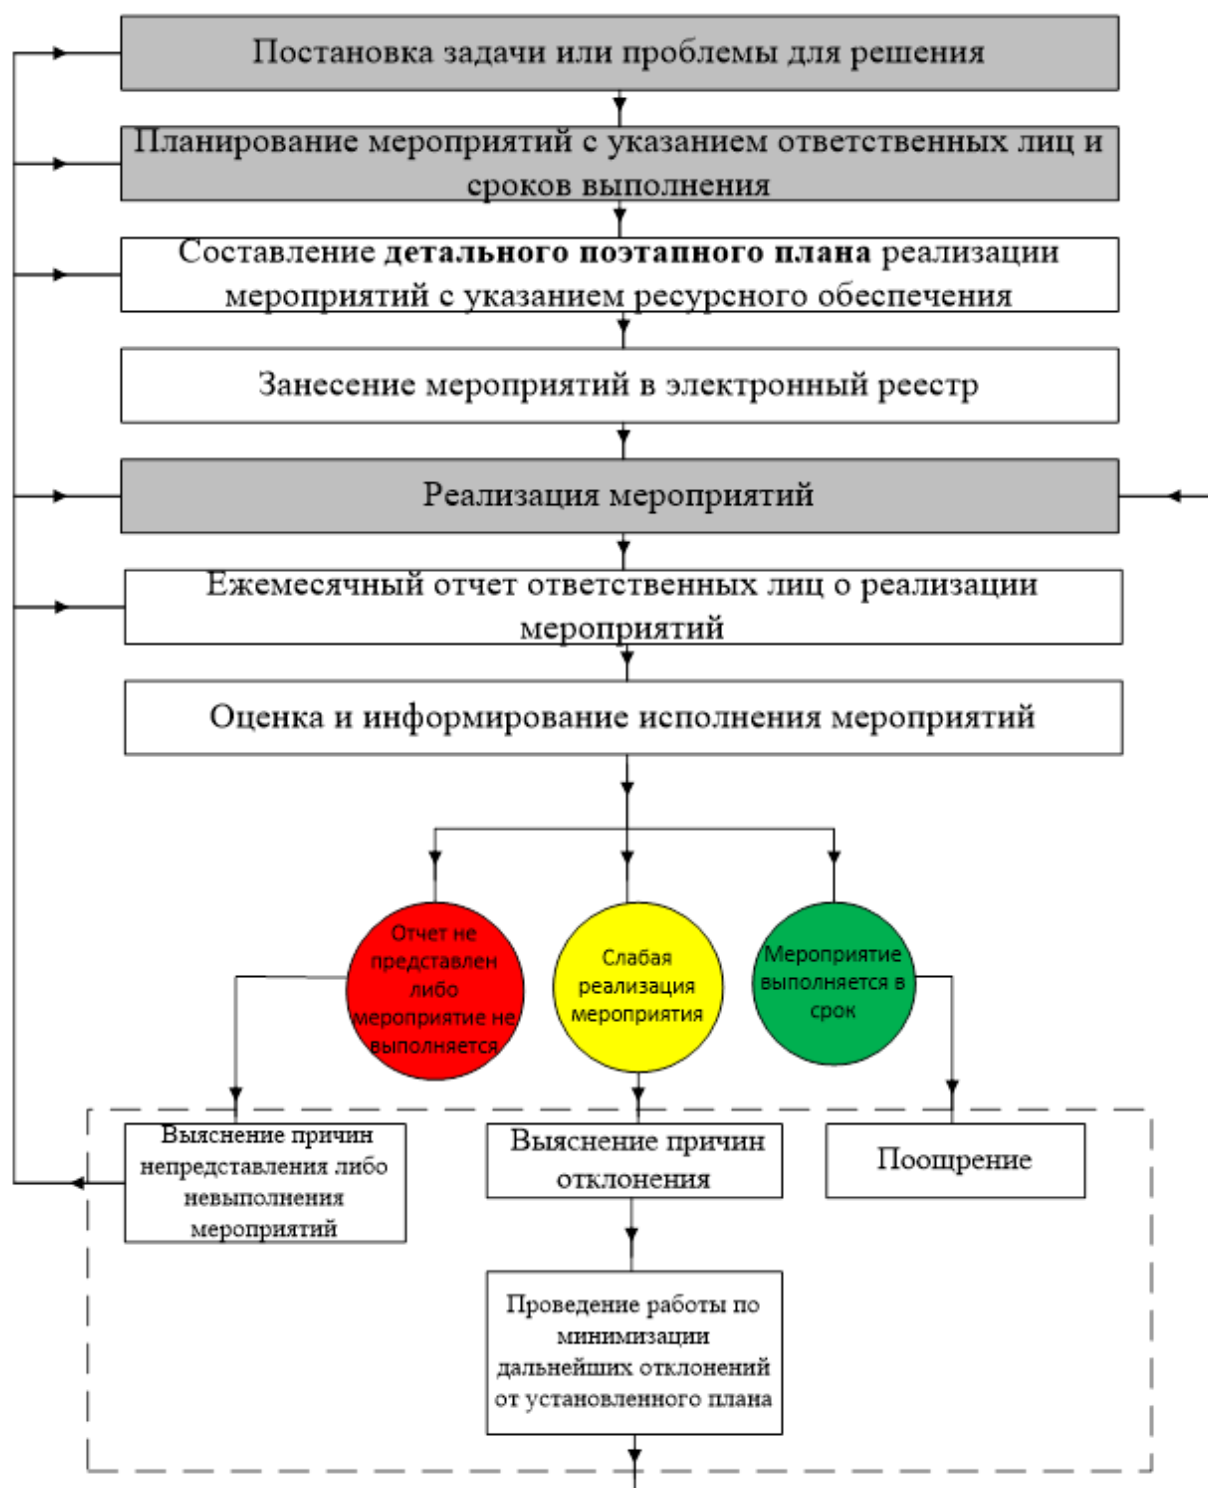 Постановка задачи или проблемы для решения
Планирование мероприятий с указанием ответственных лиц и
сроков выполнения
Составление детального поэтапного плана реализации
мероприятий с указанием ресурсного обеспечения
Занесение мероприятий в электронный реестр
Реализация мероприятий
Ежемесячный отчет ответственных лиц о реализации
мероприятий
Оценка и информирование исполнения мероприятий
Отчет не
представлен
либо
мероприятие не
выполняется
Слабая
реализация
мероприятия
Мероприятие
выполняется в
срок
Выяснение причин
непредставления либо
невыполнения
мероприятий
Выяснение причин
отклонения
Поощрение
Проведение работы по
минимизации
дальнейших отклонений
от установленного плана